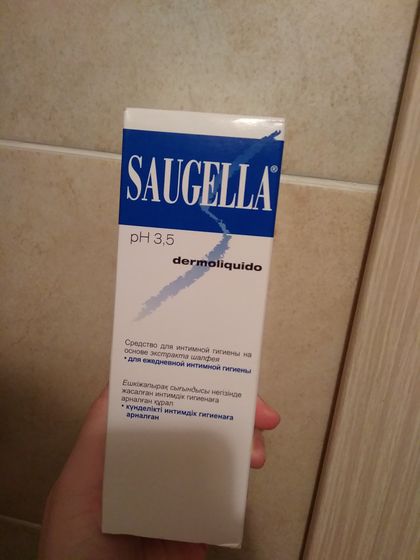 SAUGELLA®
pH 3,5
dermoliquido
Средство для интимной гигиены на
основе экстракта шалфея
• для ежедневной интимной гигиены
Ешкіжапырақ сығындысы негізінде
жасалған интимдік гигиенаға
арналған құрал
• күнделікті интимдік гигиенаға
арналған